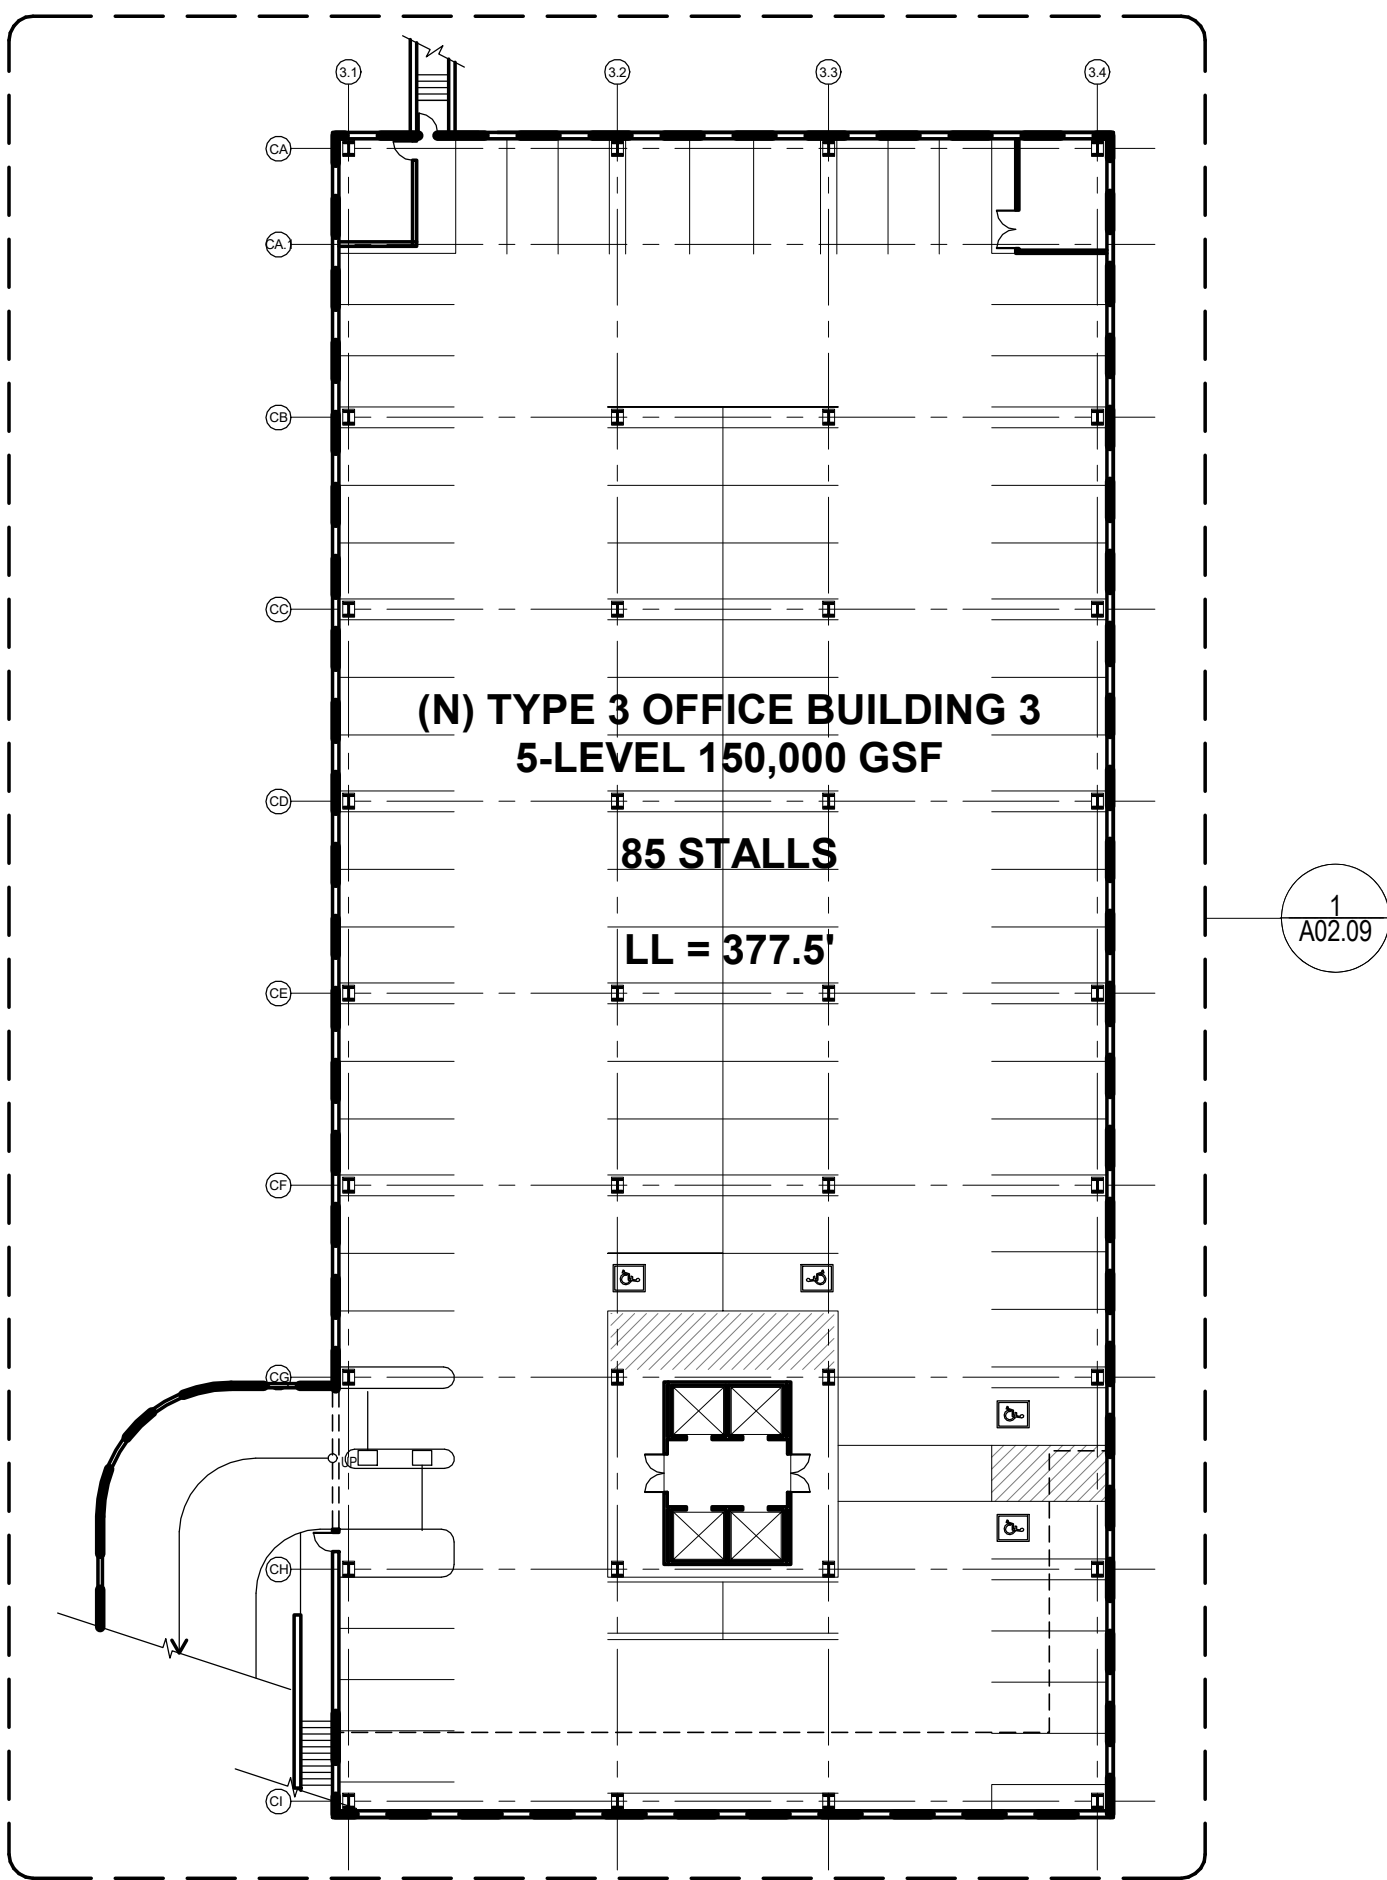 3.1 3.2 3.3 3.4
CA
CA.1
CB
CC
(N) TYPE 3 OFFICE BUILDING 3
5-LEVEL 150,000 GSF
CD
85 STALLS
1
A02.09
LL = 377.5'
CE
CF
CG
UP
CH
CI